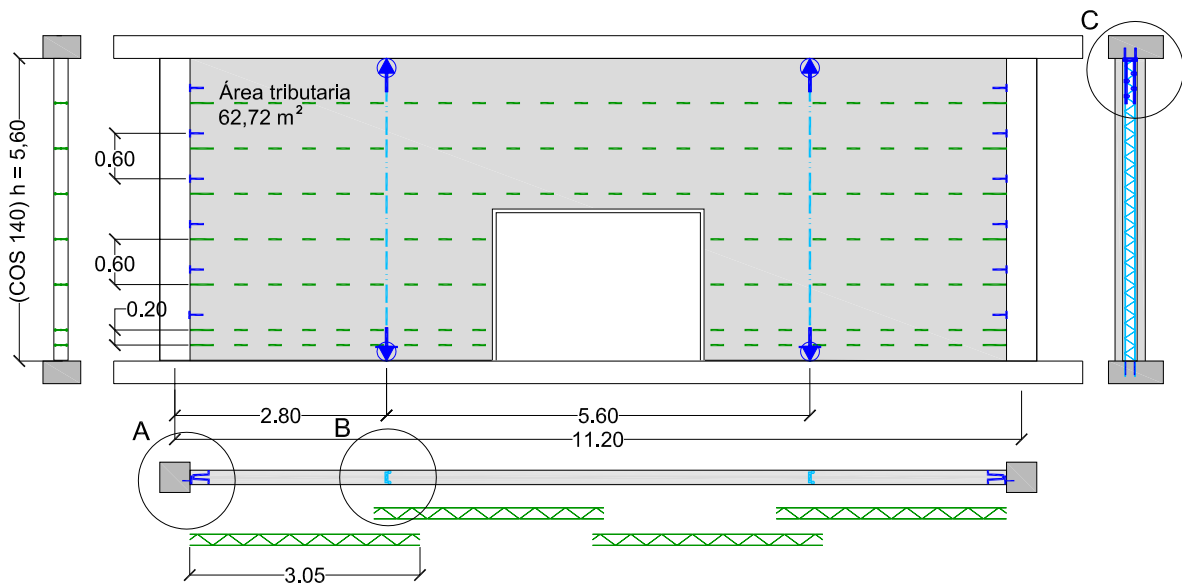 C
Área tributaria
62,72 m²
(COS 140) h = 5,60
0.60
0.60
0.20
2.80
5.60
11.20
A
B
3.05